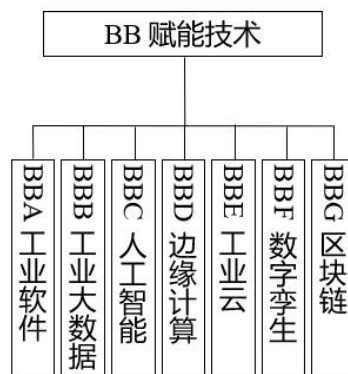 BB 赋能技术
BBA 工业软件
BBB 工业大数据
BBC 人工智能
BBD 边缘计算
BBE 工业云
BBF 数字孪生
BBG 区块链